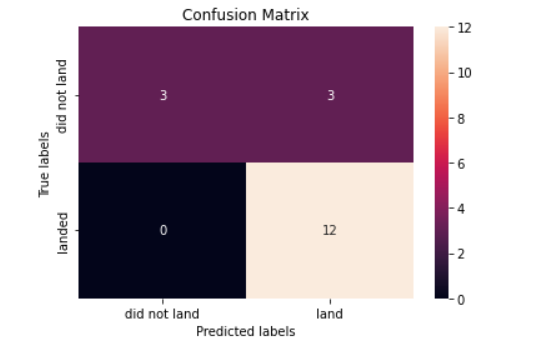 Confusion Matrix
True labels
did not land
landed
3
3
0
12
did not land
land
Predicted labels
12
10
8
6
4
2
0